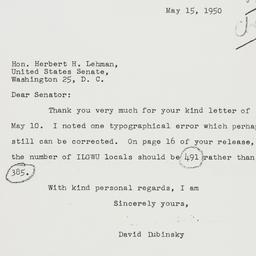 May 15, 1950
Hon. Herbert H. Lehman,
United States Senate,
Washington 25, D. C.
Dear Senator:
Thank you very much for your kind letter of
May 10. I noted one typographical error which perha
still can be corrected. On page 16 of your release,
the number of ILGWU locals should be 491 rather than
385.
With kind personal regards, I am
Sincerely yours,
David Dubinsky